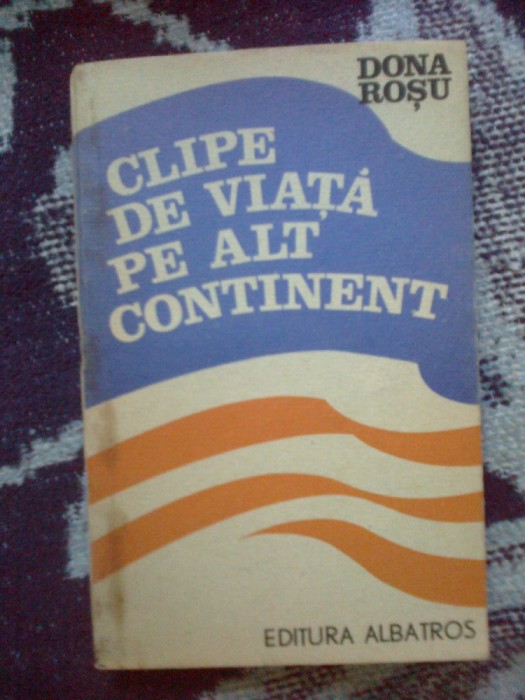 DONA
ROȘU
CLIPE
DE VIAȚĂ
PE ALT
CONTINENT
EDITURA ALBATROS